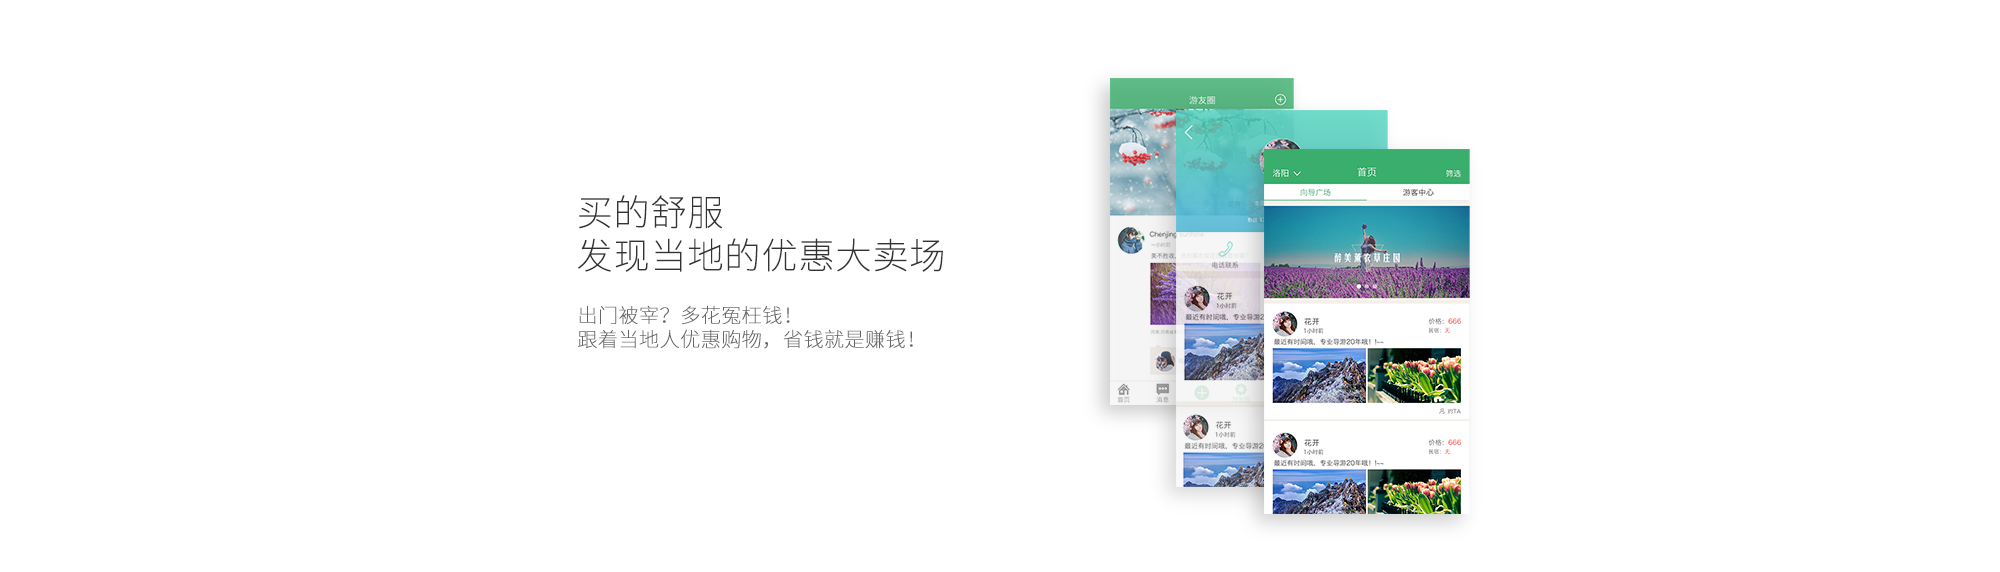 买的舒服
发现当地的优惠大卖场
出门被宰？多花冤枉钱！
跟着当地人优惠购物，省钱就是赚钱！
游友圈
Chenjing
一小时前
美不胜收
首页
消息
电话联系
花开
1小时前
最近有时间哦，专业导游2
花开
1小时前
最近有时间哦，专业导游2
洛阳
首页
筛选
向导广场
游客中心
醉美薰衣草庄园
花开
1小时前
价格：666
民宿：无
最近有时间哦，专业导游20年哦！!~~
约TA
花开
1小时前
价格：666
民宿：无
最近有时间哦，专业导游20年哦！!~~